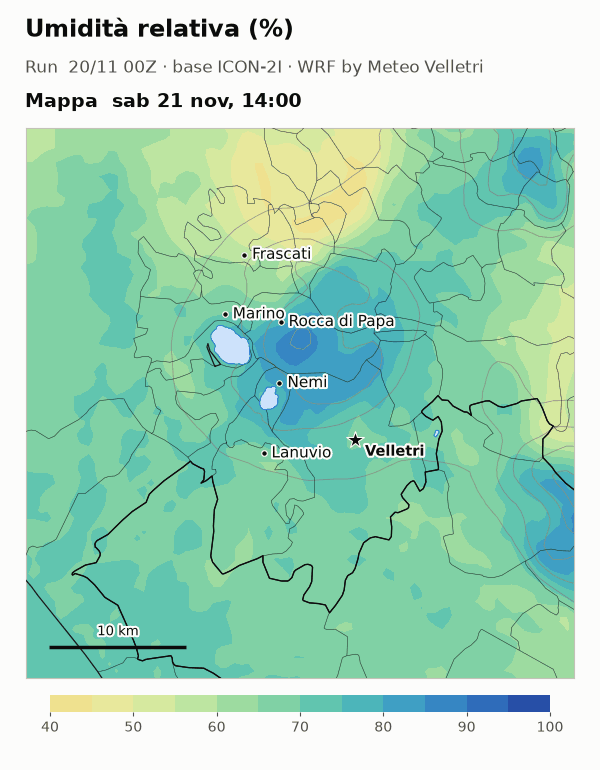 Umidità relativa (%)
Run 20/11 00Z · base ICON-2I · WRF by Meteo Velletri
Mappa sab 21 nov, 14:00
Frascati
Marino
Rocca di Papa
Nemi
Velletri
Lanuvio
10 km
40 50 60 70 80 90 100